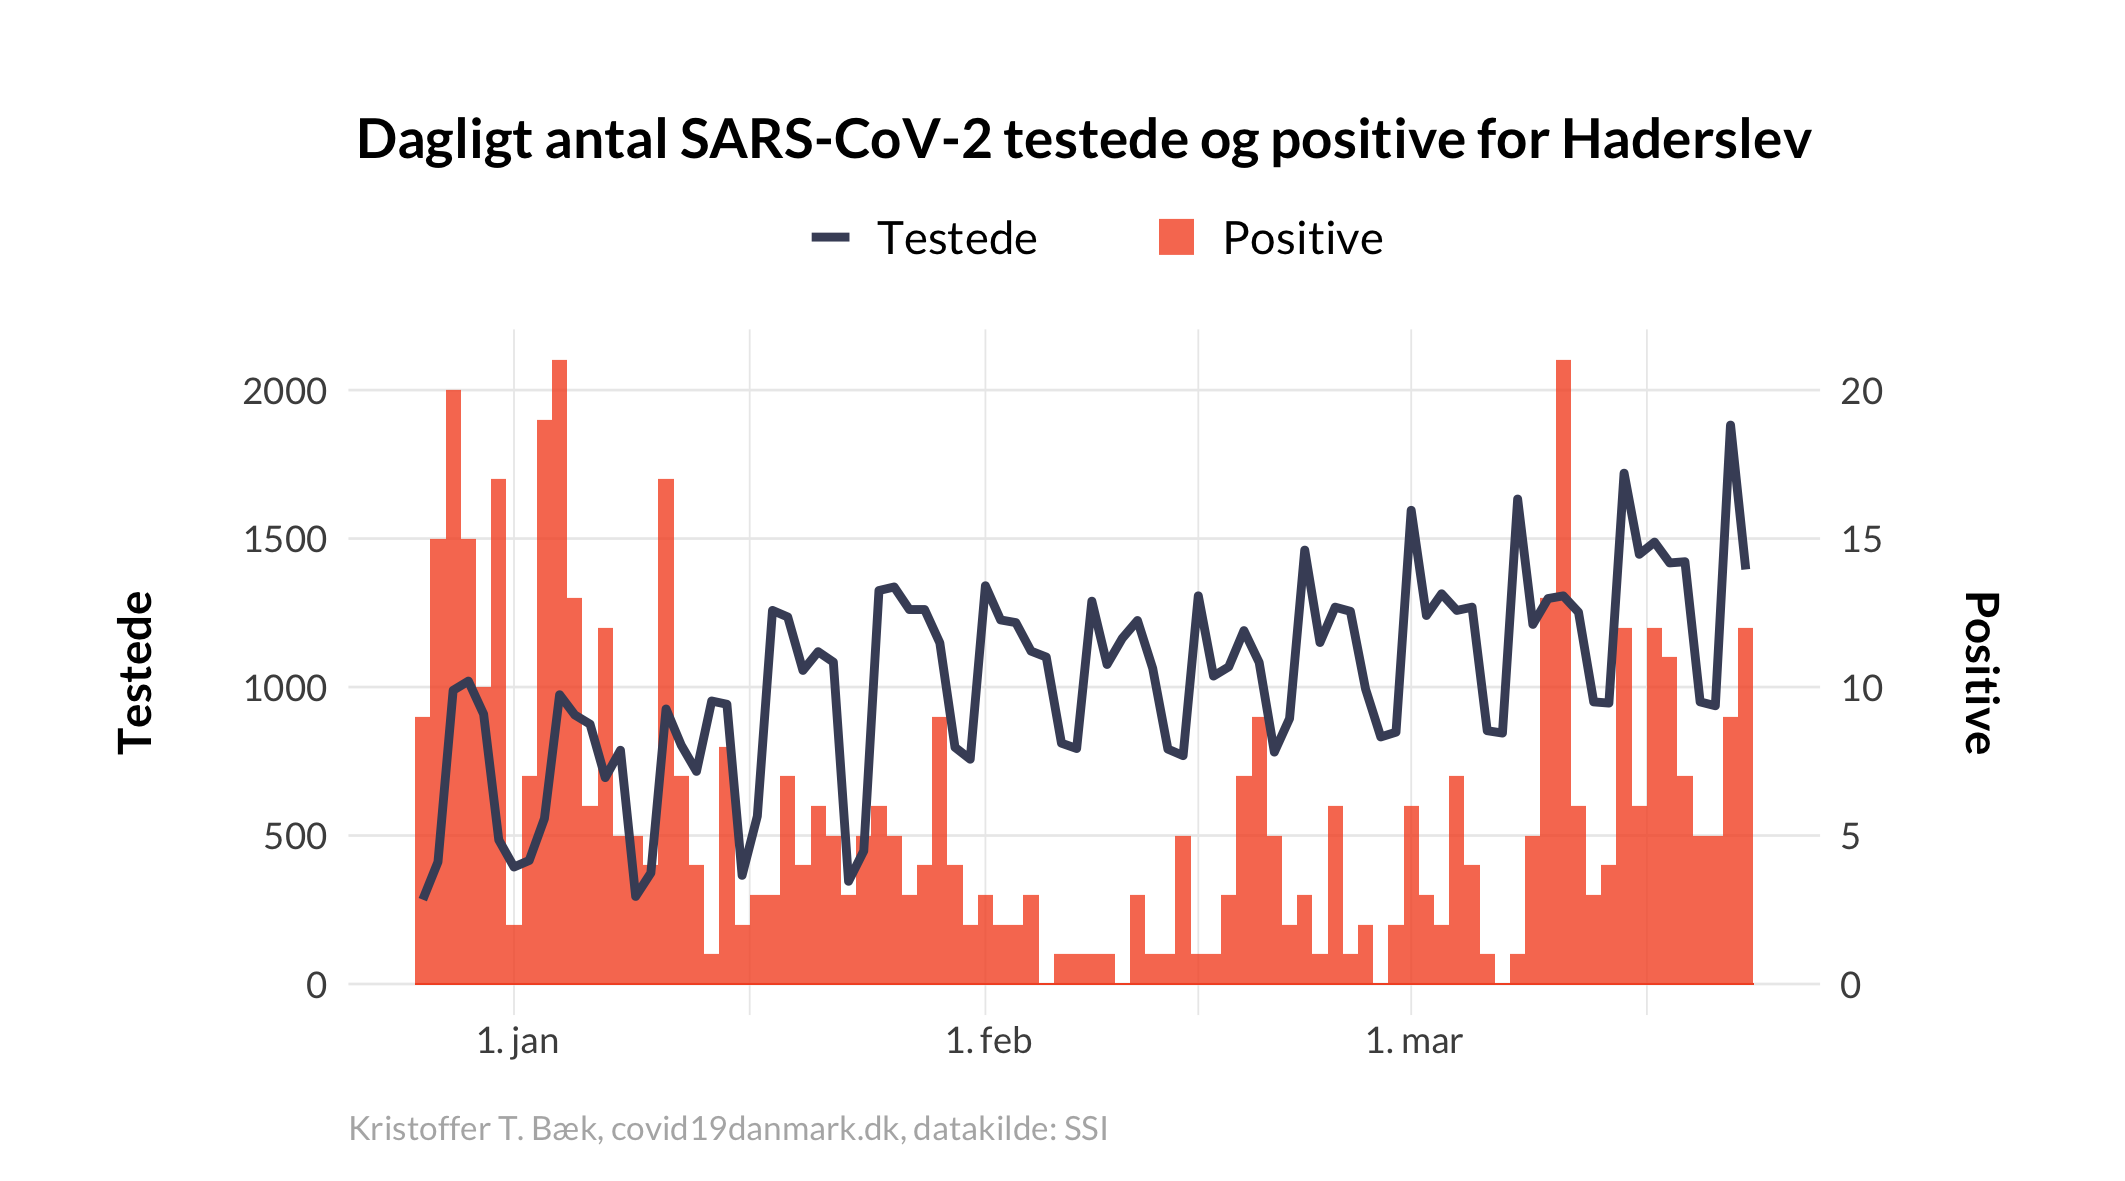 Dagligt antal SARS-CoV-2 testede og positive for Haderslev
Testede Positive
2000 20
1500 15
1000 10
500 5
0 0
Testede
Positive
1. jan 1. feb 1. mar
Kristoffer T. Bæk, covid19danmark.dk, datakilde: SSI